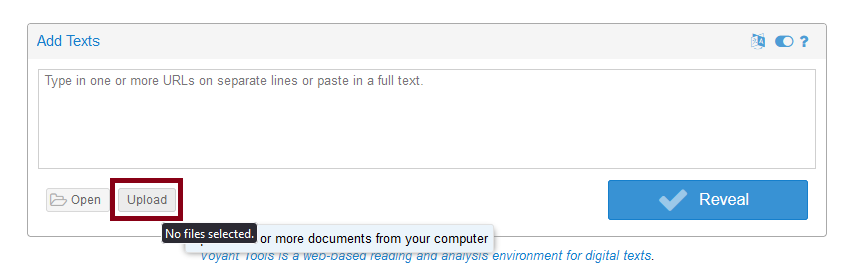 Add Texts ?
Type in one or more URLs on separate lines or paste in a full text.
Open Upload Reveal
No files selected. or more documents from your computer
Voyant Tools is a web-based reading and analysis environment for digital texts.